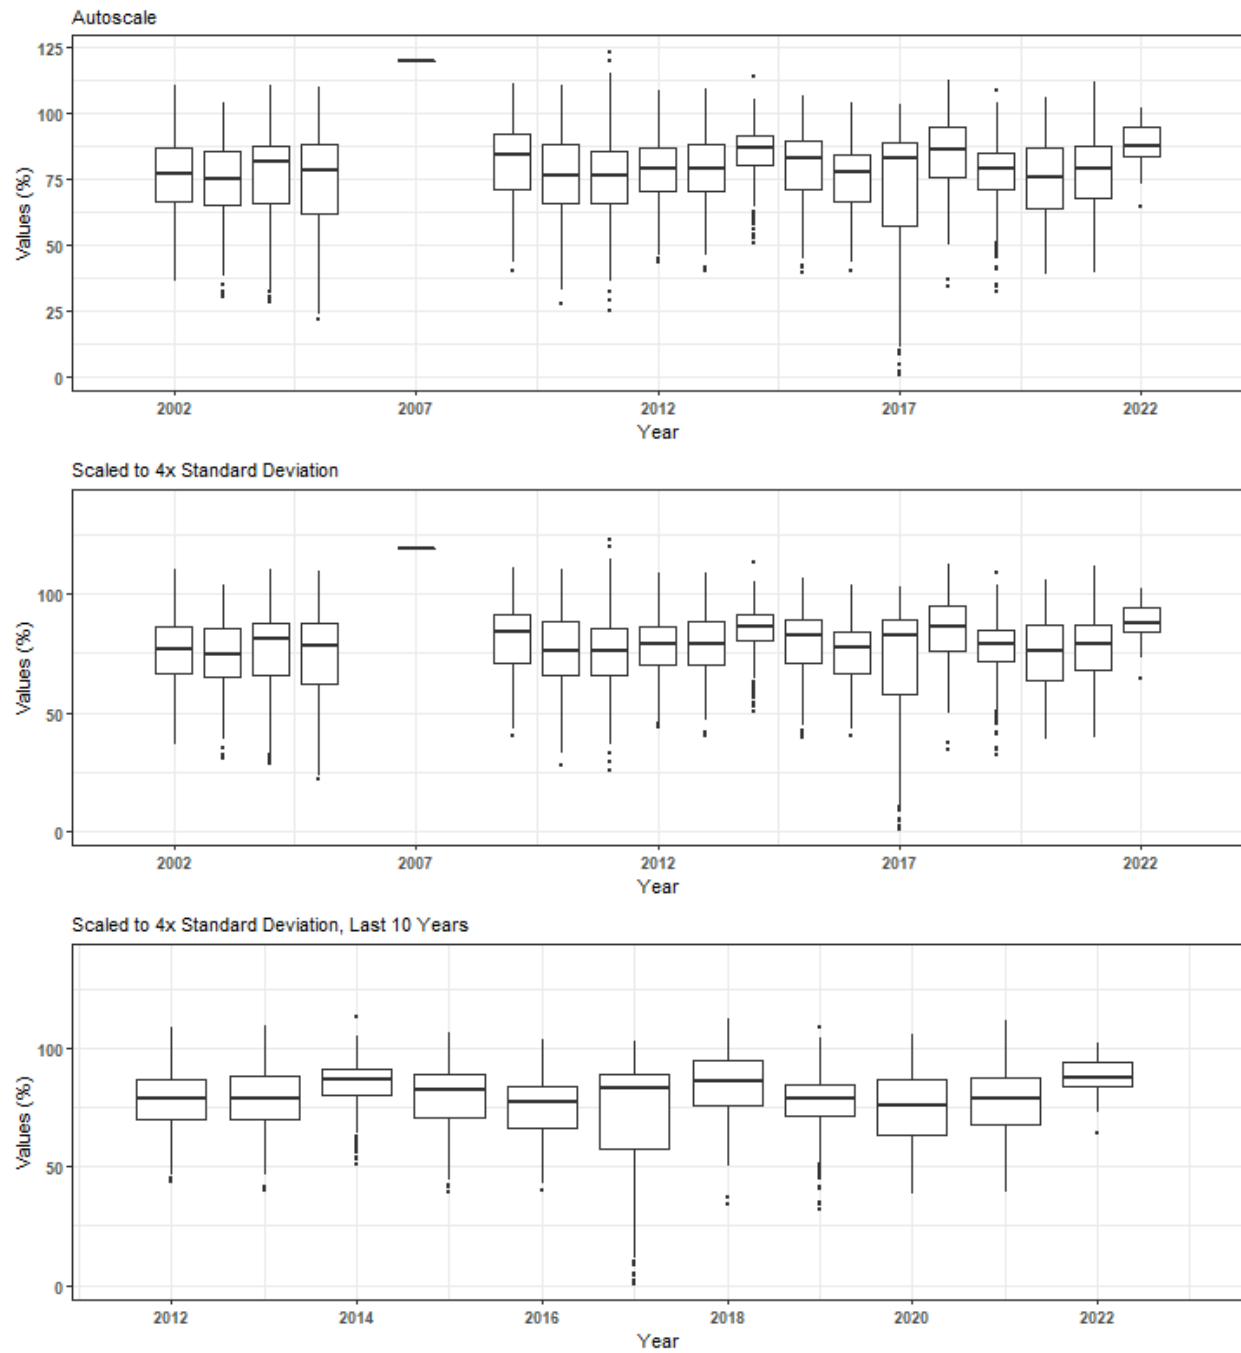 Autoscale
125
100
75
50
25
0
Values (%)
2002 2007 2012 2017 2022
Year
Scaled to 4x Standard Deviation
100
50
0
Values (%)
2002 2007 2012 2017 2022
Year
Scaled to 4x Standard Deviation, Last 10 Years
100
50
0
Values (%)
2012 2014 2016 2018 2020 2022
Year